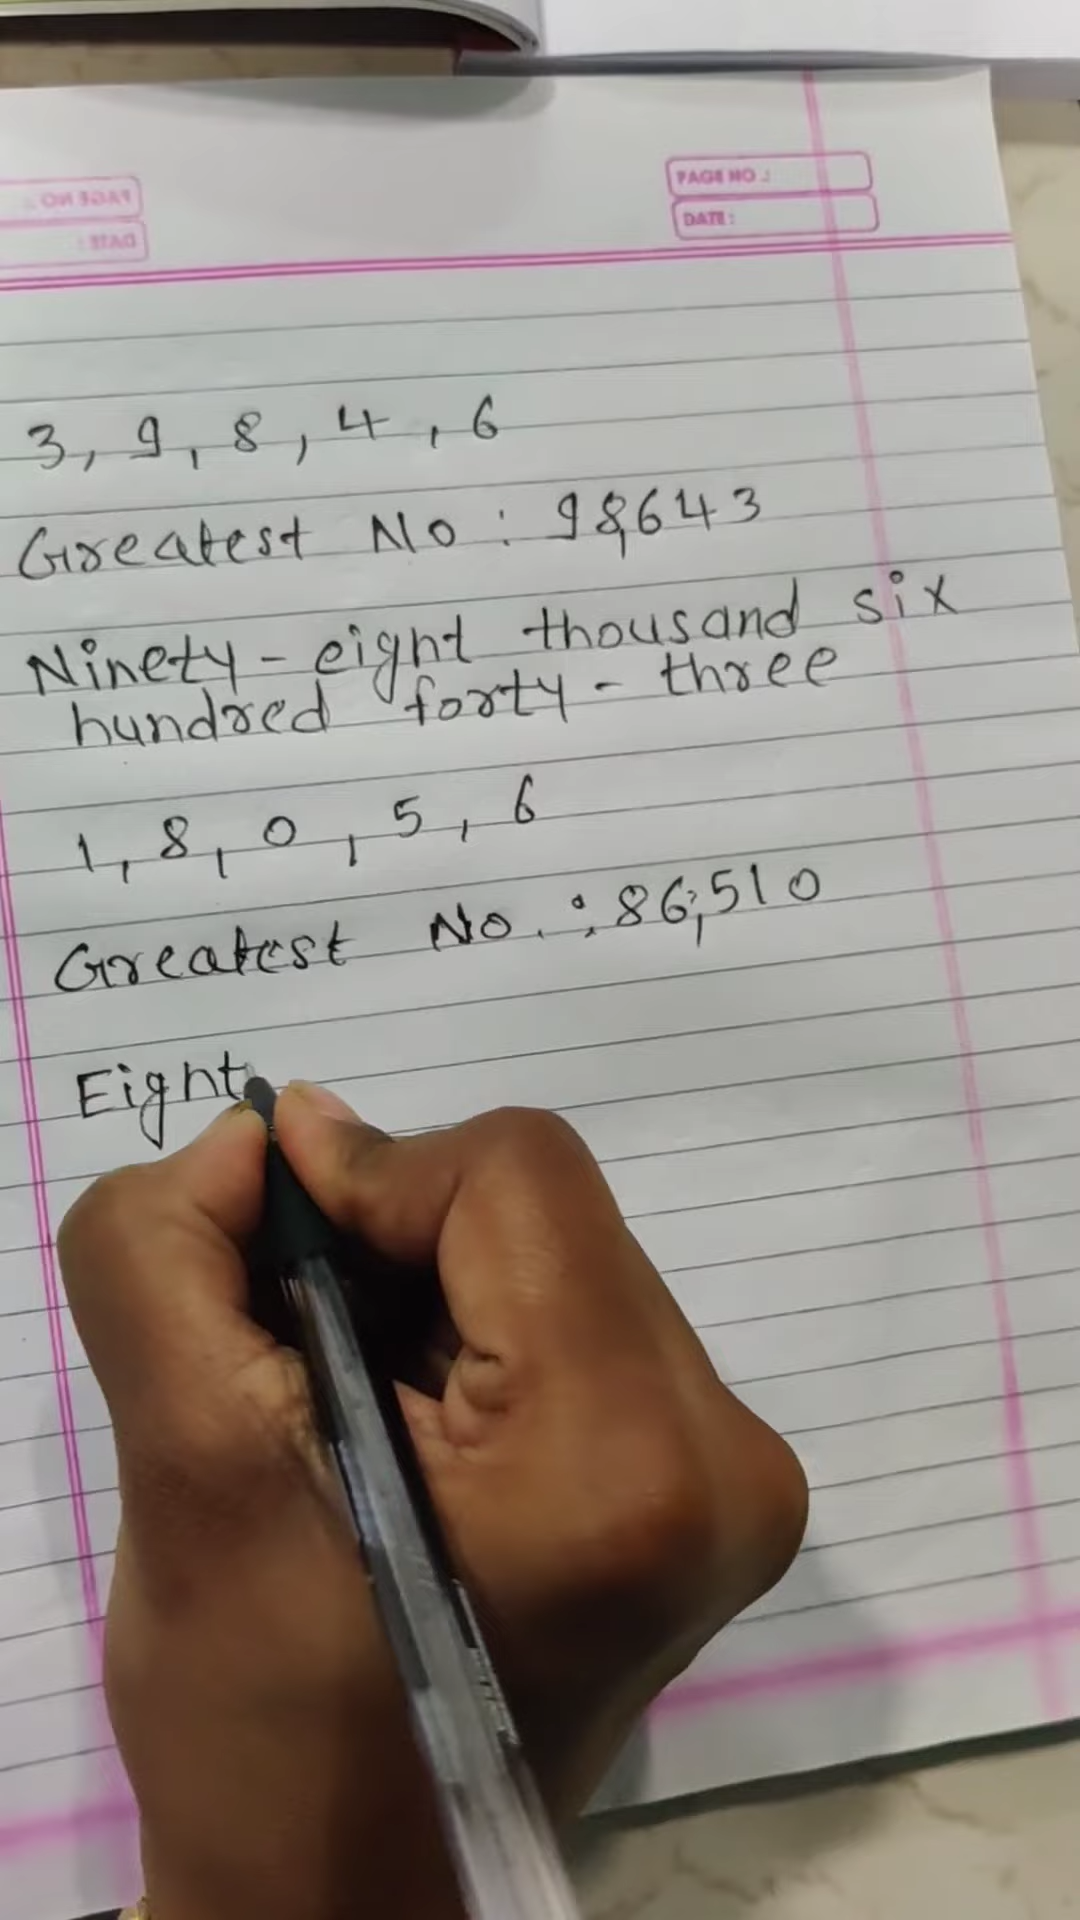 PAGE NO.:
DATE:
3, 9, 8, 4, 6
Greatest No : 98,643
Ninety-eight thousand six
hundred forty-three
1, 8, 0, 5, 6
Greatest No. : 86,510
Eight